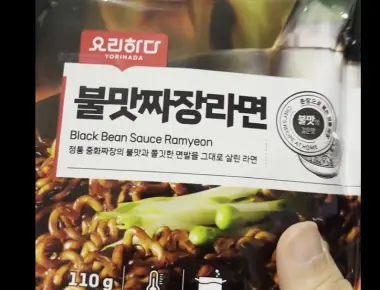 요리하다
YORIHADA
불맛짜장라면
Black Bean Sauce Ramyeon
정통 중화짜장의 불맛과 쫄깃한 면발을 그대로 살린 라면
불맛
110 g